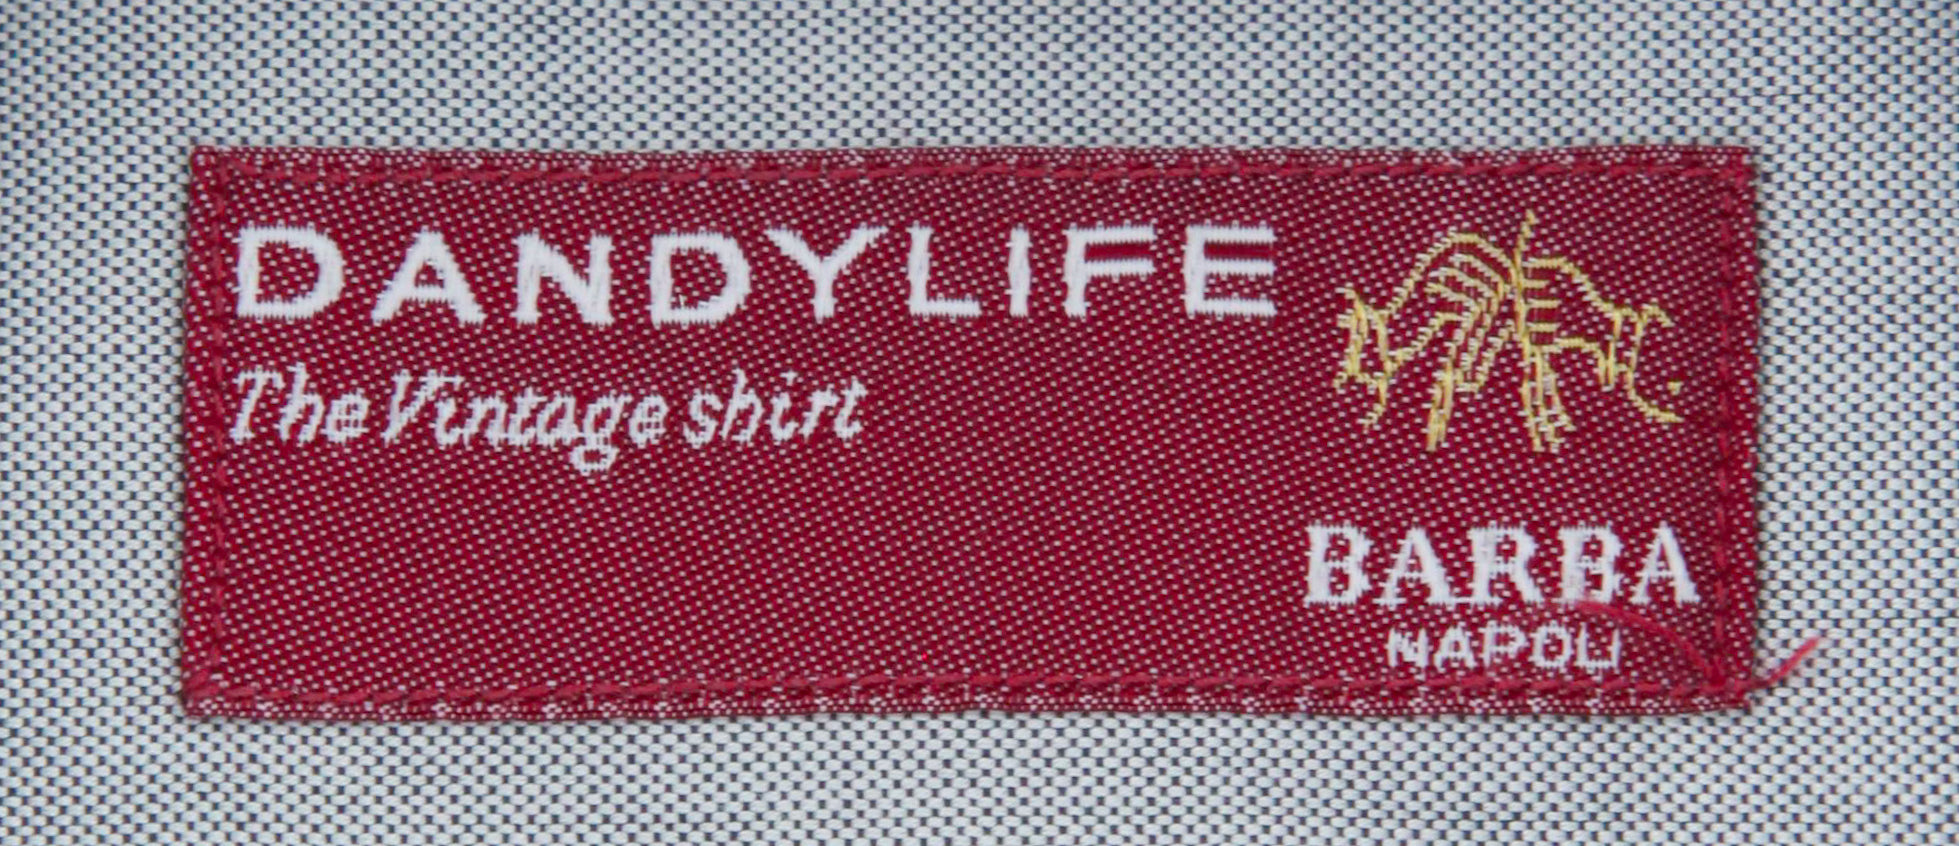 DANDYLIFE
The Vintage shirt
BARBA
NAPOLI